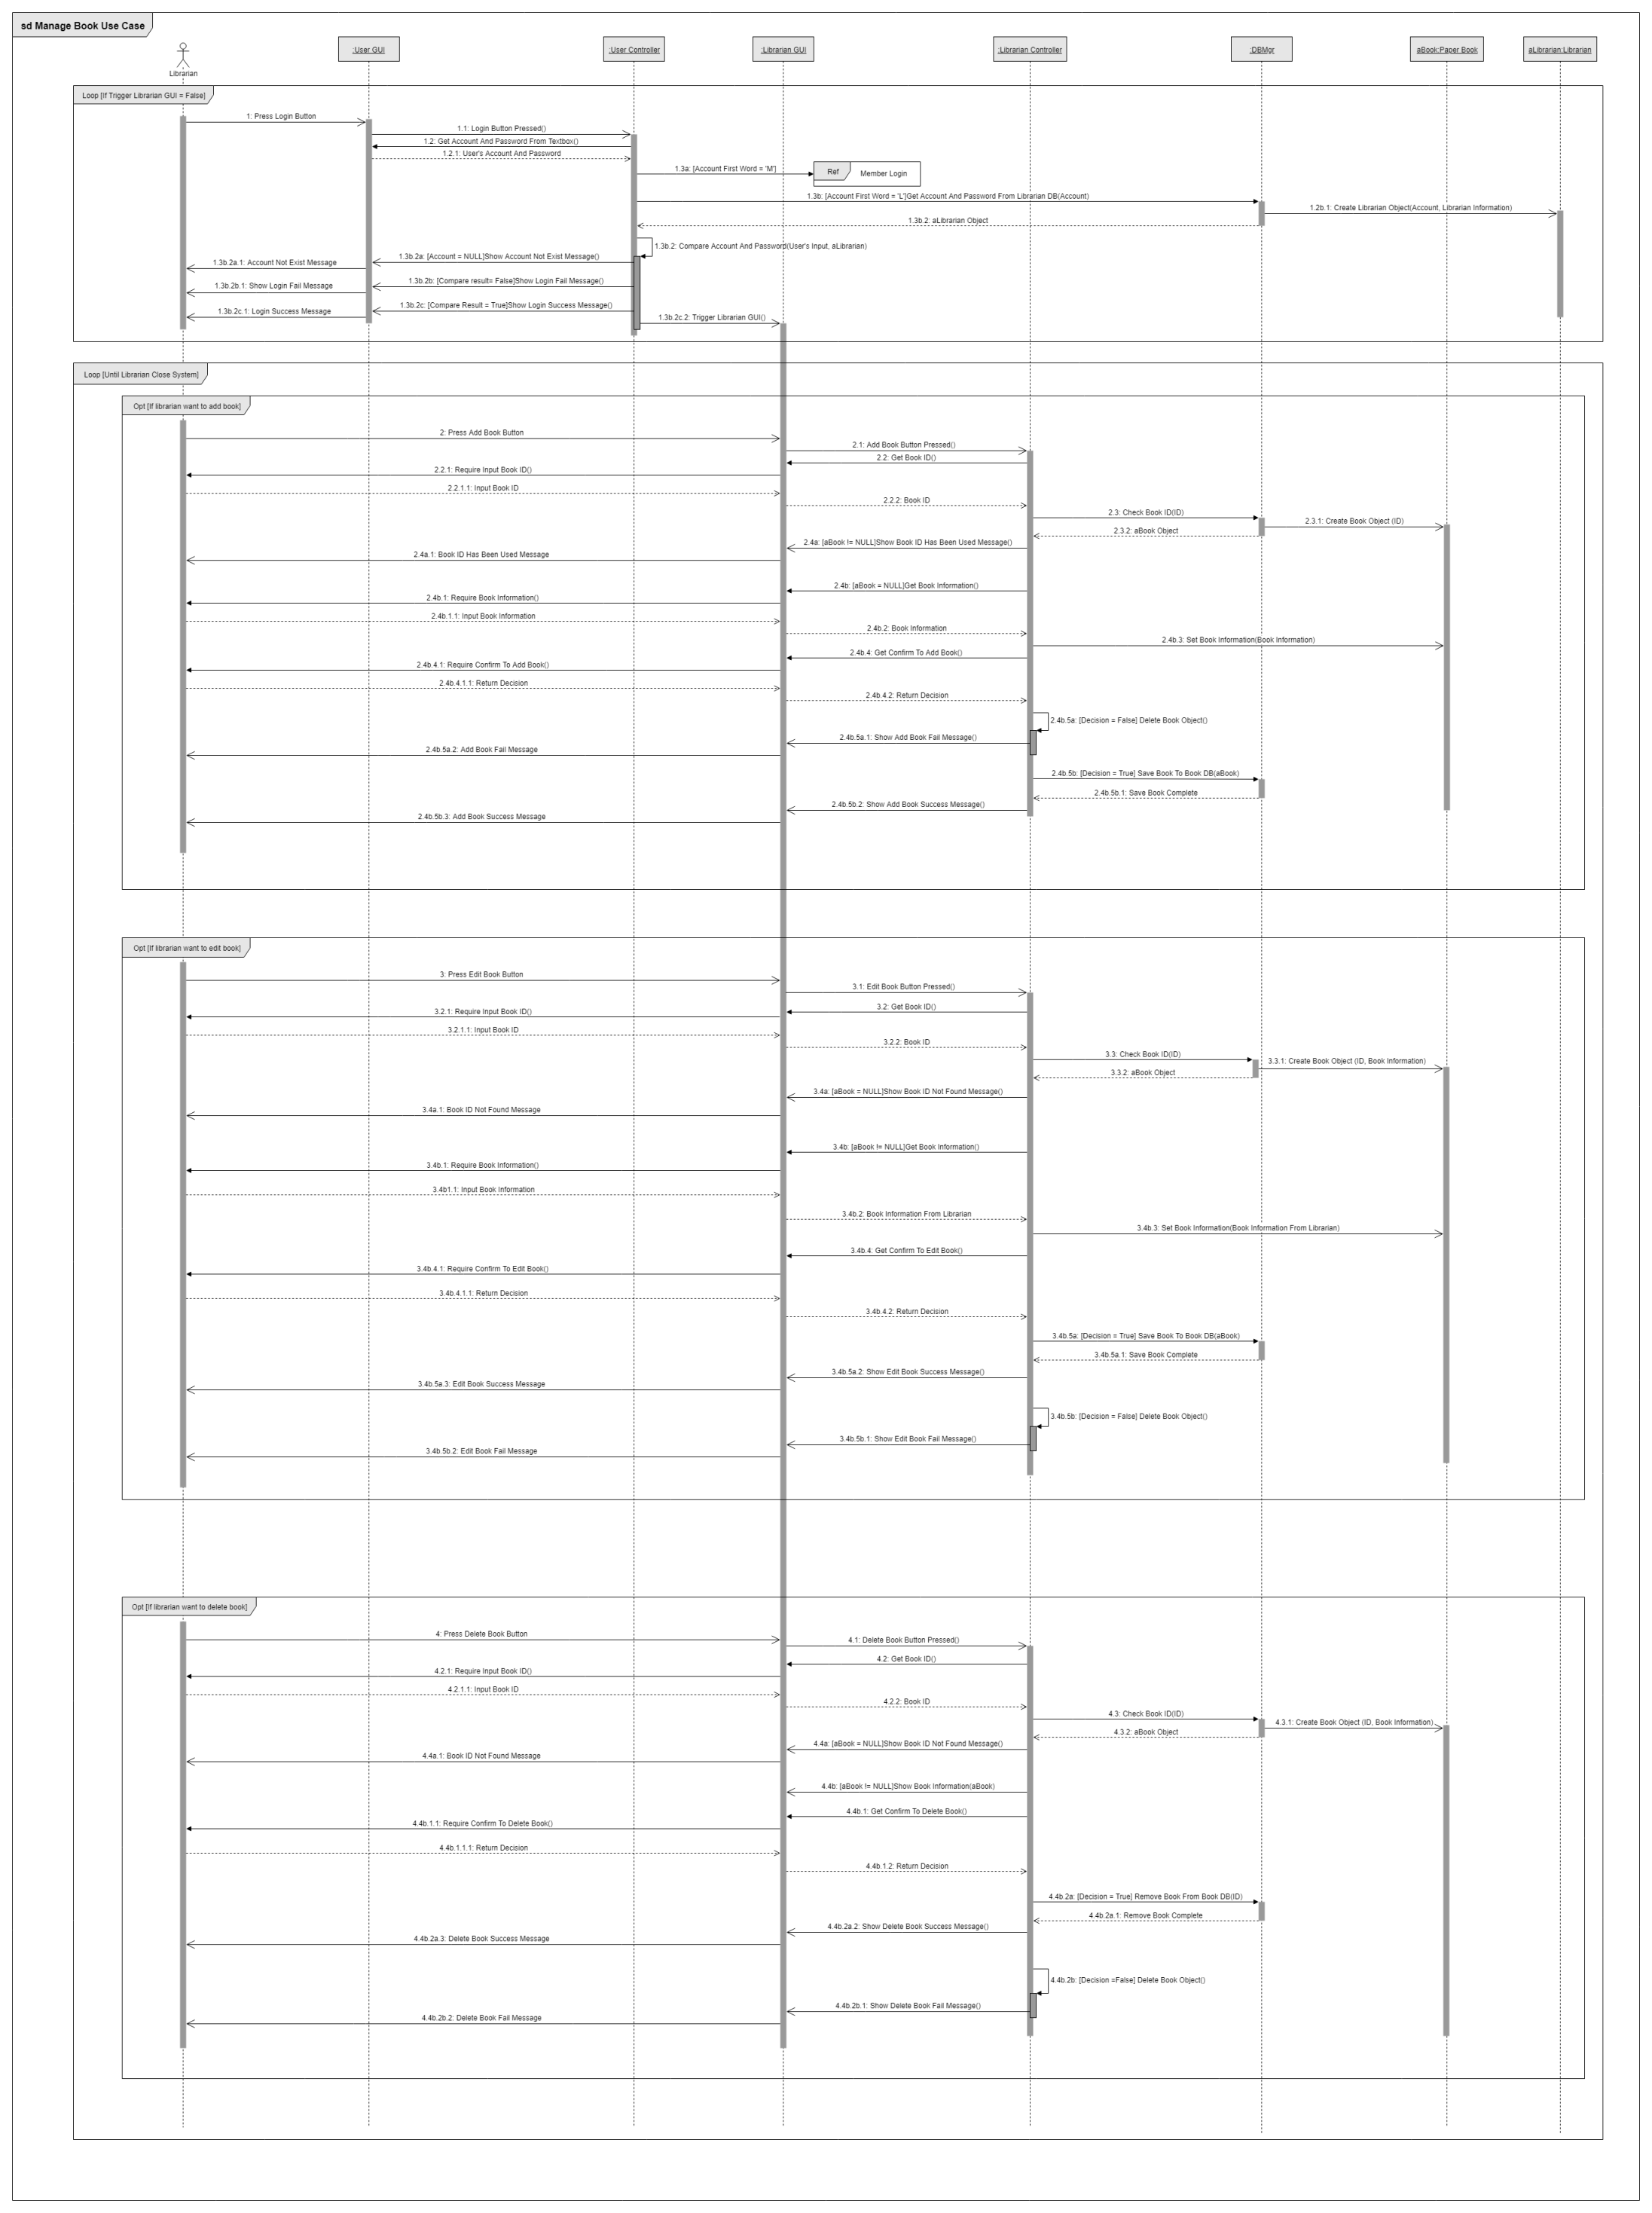 sd Manage Book Use Case
Librarian
:User GUI
:User Controller
:Librarian GUI
:Librarian Controller
:DBMgr
aBook:Paper Book
aLibrarian:Librarian
Loop [If Trigger Librarian GUI = False]
1: Press Login Button
1.1: Login Button Pressed()
1.2: Get Account And Password From Textbox()
1.2.1: User's Account And Password
1.3a: [Account First Word = 'M']
Ref
Member Login
1.3b: [Account First Word = 'L']Get Account And Password From Librarian DB(Account)
1.2b.1: Create Librarian Object(Account, Librarian Information)
1.3b.2: aLibrarian Object
1.3b.2: Compare Account And Password(User's Input, aLibrarian)
1.3b.2a: [Account = NULL]Show Account Not Exist Message()
1.3b.2a.1: Account Not Exist Message
1.3b.2b: [Compare result= False]Show Login Fail Message()
1.3b.2b.1: Show Login Fail Message
1.3b.2c: [Compare Result = True]Show Login Success Message()
1.3b.2c.1: Login Success Message
1.3b.2c.2: Trigger Librarian GUI()
Loop [Until Librarian Close System]
Opt [If librarian want to add book]
2: Press Add Book Button
2.1: Add Book Button Pressed()
2.2: Get Book ID()
2.2.1: Require Input Book ID()
2.2.1.1: Input Book ID
2.2.2: Book ID
2.3: Check Book ID(ID)
2.3.1: Create Book Object (ID)
2.3.2: aBook Object
2.4a: [aBook != NULL]Show Book ID Has Been Used Message()
2.4a.1: Book ID Has Been Used Message
2.4b: [aBook = NULL]Get Book Information()
2.4b.1: Require Book Information()
2.4b.1.1: Input Book Information
2.4b.2: Book Information
2.4b.3: Set Book Information(Book Information)
2.4b.4: Get Confirm To Add Book()
2.4b.4.1: Require Confirm To Add Book()
2.4b.4.1.1: Return Decision
2.4b.4.2: Return Decision
2.4b.5a: [Decision = False] Delete Book Object()
2.4b.5a.1: Show Add Book Fail Message()
2.4b.5a.2: Add Book Fail Message
2.4b.5b: [Decision = True] Save Book To Book DB(aBook)
2.4b.5b.1: Save Book Complete
2.4b.5b.2: Show Add Book Success Message()
2.4b.5b.3: Add Book Success Message
Opt [If librarian want to edit book]
3: Press Edit Book Button
3.1: Edit Book Button Pressed()
3.2: Get Book ID()
3.2.1: Require Input Book ID()
3.2.1.1: Input Book ID
3.2.2: Book ID
3.3: Check Book ID(ID)
3.3.1: Create Book Object (ID, Book Information)
3.3.2: aBook Object
3.4a: [aBook = NULL]Show Book ID Not Found Message()
3.4a.1: Book ID Not Found Message
3.4b: [aBook != NULL]Get Book Information()
3.4b.1: Require Book Information()
3.4b1.1: Input Book Information
3.4b.2: Book Information From Librarian
3.4b.3: Set Book Information(Book Information From Librarian)
3.4b.4: Get Confirm To Edit Book()
3.4b.4.1: Require Confirm To Edit Book()
3.4b.4.1.1: Return Decision
3.4b.4.2: Return Decision
3.4b.5a: [Decision = True] Save Book To Book DB(aBook)
3.4b.5a.1: Save Book Complete
3.4b.5a.2: Show Edit Book Success Message()
3.4b.5a.3: Edit Book Success Message
3.4b.5b: [Decision = False] Delete Book Object()
3.4b.5b.1: Show Edit Book Fail Message()
3.4b.5b.2: Edit Book Fail Message
Opt [If librarian want to delete book]
4: Press Delete Book Button
4.1: Delete Book Button Pressed()
4.2: Get Book ID()
4.2.1: Require Input Book ID()
4.2.1.1: Input Book ID
4.2.2: Book ID
4.3: Check Book ID(ID)
4.3.1: Create Book Object (ID, Book Information)
4.3.2: aBook Object
4.4a: [aBook = NULL]Show Book ID Not Found Message()
4.4a.1: Book ID Not Found Message
4.4b: [aBook != NULL]Show Book Information(aBook)
4.4b.1: Get Confirm To Delete Book()
4.4b.1.1: Require Confirm To Delete Book()
4.4b.1.1.1: Return Decision
4.4b.1.2: Return Decision
4.4b.2a: [Decision = True] Remove Book From Book DB(ID)
4.4b.2a.1: Remove Book Complete
4.4b.2a.2: Show Delete Book Success Message()
4.4b.2a.3: Delete Book Success Message
4.4b.2b: [Decision =False] Delete Book Object()
4.4b.2b.1: Show Delete Book Fail Message()
4.4b.2b.2: Delete Book Fail Message